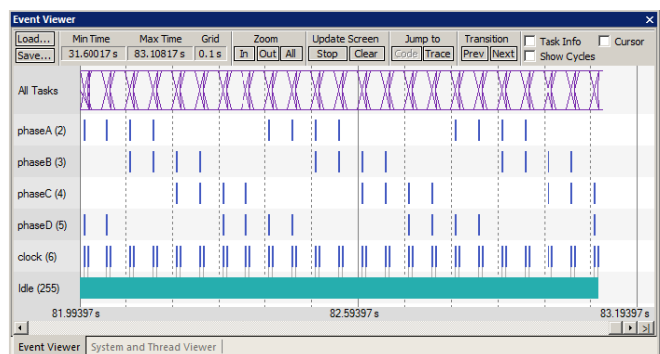 Event Viewer
Load... Min Time Max Time Grid Zoom Update Screen Jump to Transition Task Info Cursor
Save... 31.60017 s 83.10817 s 0.1 s In Out All Stop Clear Code Trace Prev Next Show Cycles
All Tasks
phaseA (2)
phaseB (3)
phaseC (4)
phaseD (5)
clock (6)
Idle (255)
81.99397 s 82.59397 s 83.19397 s
Event Viewer System and Thread Viewer